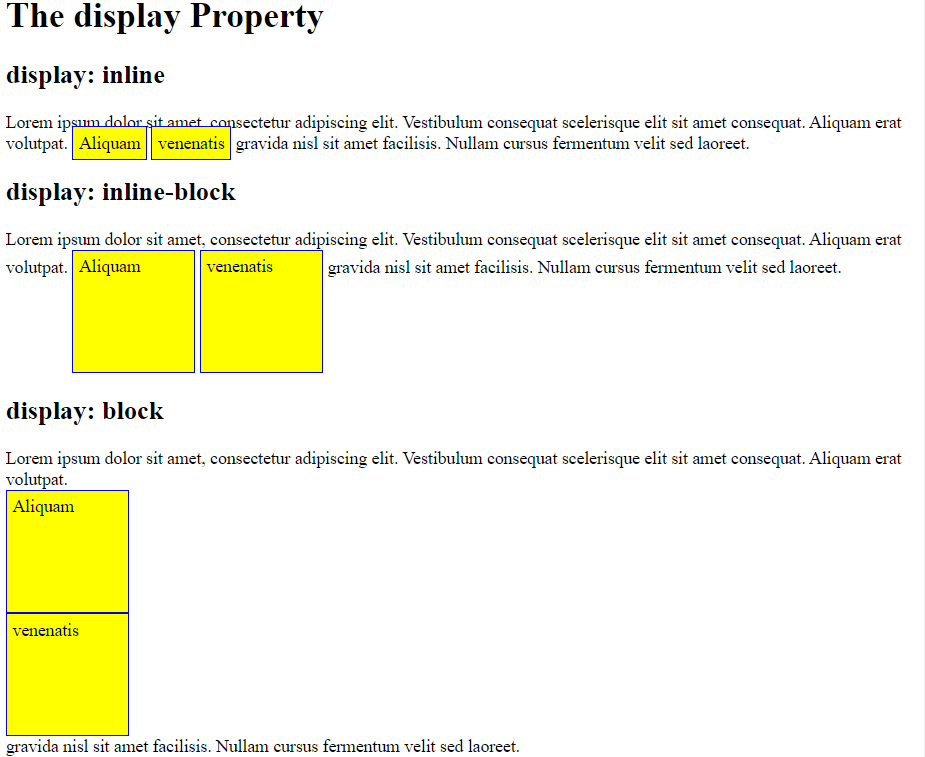 The display Property
display: inline
Lorem ipsum dolor sit amet, consectetur adipiscing elit. Vestibulum consequat scelerisque elit sit amet consequat. Aliquam erat
volutpat. Aliquam venenatis gravida nisl sit amet facilisis. Nullam cursus fermentum velit sed laoreet.
display: inline-block
Lorem ipsum dolor sit amet, consectetur adipiscing elit. Vestibulum consequat scelerisque elit sit amet consequat. Aliquam erat
volutpat. Aliquam venenatis gravida nisl sit amet facilisis. Nullam cursus fermentum velit sed laoreet.
display: block
Lorem ipsum dolor sit amet, consectetur adipiscing elit. Vestibulum consequat scelerisque elit sit amet consequat. Aliquam erat
volutpat.
Aliquam
venenatis
gravida nisl sit amet facilisis. Nullam cursus fermentum velit sed laoreet.